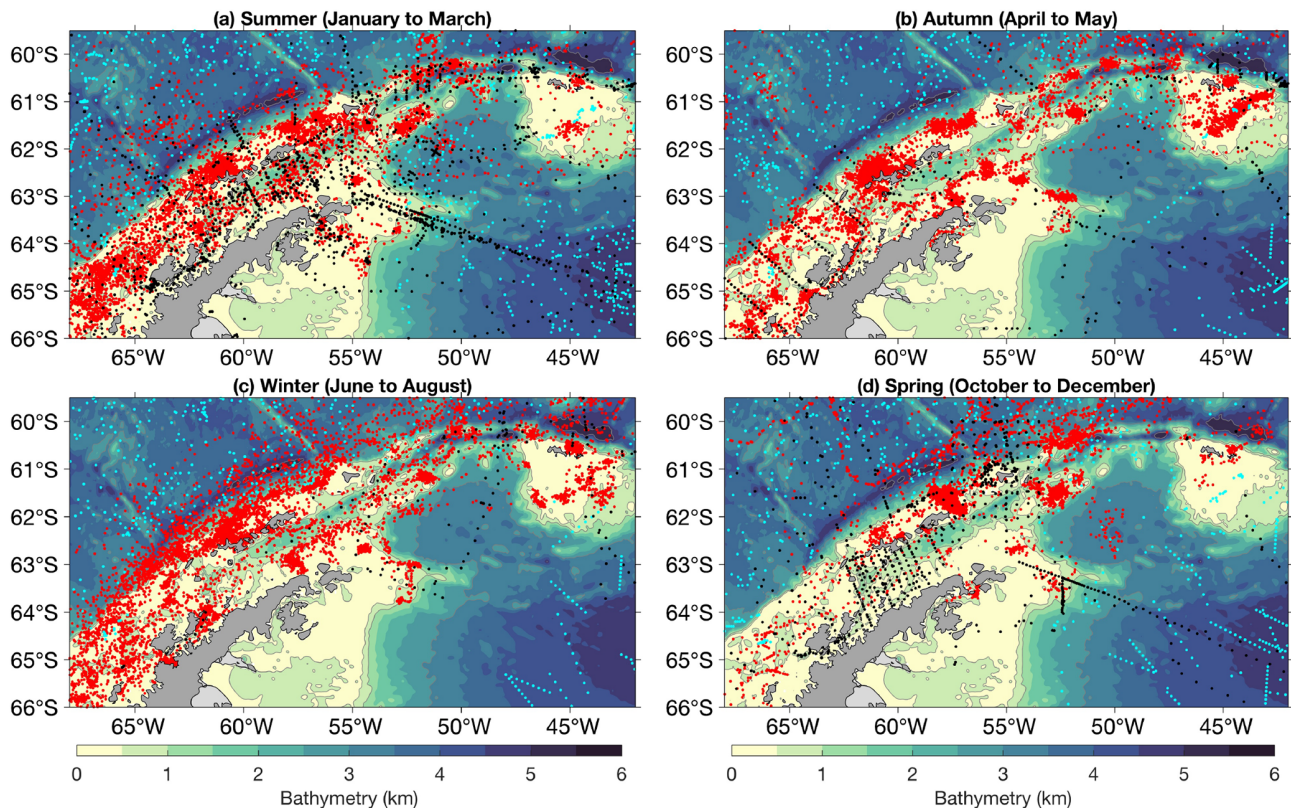 (a) Summer (January to March)
60°S
61°S
62°S
63°S
64°S
65°S
66°S
65°W 60°W 55°W 50°W 45°W
(b) Autumn (April to May)
60°S
61°S
62°S
63°S
64°S
65°S
66°S
65°W 60°W 55°W 50°W 45°W
(c) Winter (June to August)
60°S
61°S
62°S
63°S
64°S
65°S
66°S
65°W 60°W 55°W 50°W 45°W
0 1 2 3 4 5 6
Bathymetry (km)
(d) Spring (October to December)
60°S
61°S
62°S
63°S
64°S
65°S
66°S
65°W 60°W 55°W 50°W 45°W
0 1 2 3 4 5 6
Bathymetry (km)